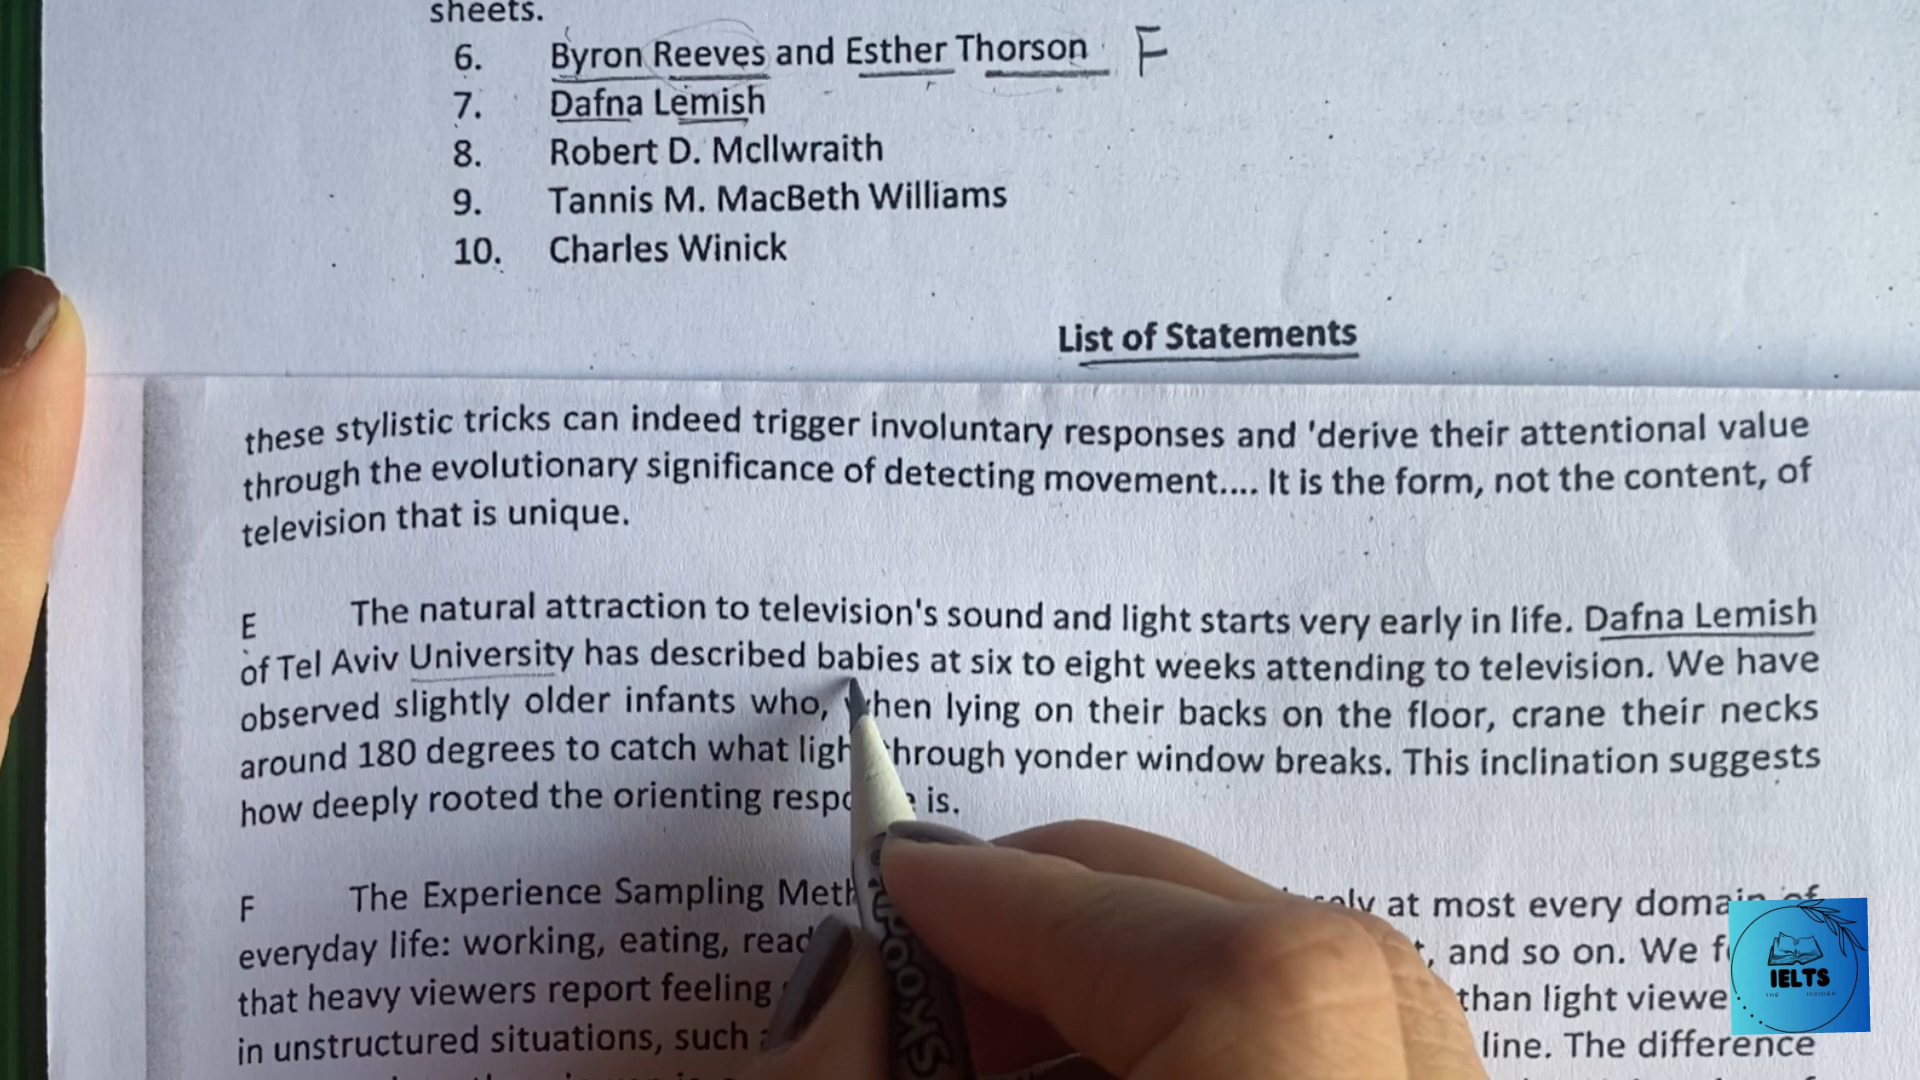 sheets.
6. Byron Reeves and Esther Thorson F
7. Dafna Lemish
8. Robert D. McIlwraith
9. Tannis M. MacBeth Williams
10. Charles Winick
List of Statements
these stylistic tricks can indeed trigger involuntary responses and 'derive their attentional value
through the evolutionary significance of detecting movement.... It is the form, not the content, of
television that is unique.
E The natural attraction to television's sound and light starts very early in life. Dafna Lemish
of Tel Aviv University has described babies at six to eight weeks attending to television. We have
observed slightly older infants who, when lying on their backs on the floor, crane their necks
around 180 degrees to catch what light through yonder window breaks. This inclination suggests
how deeply rooted the orienting response is.
F The Experience Sampling at most every domain of
everyday life: working, eating, and so on. We
that heavy viewers report feeling than light
in unstructured situations, such line. The difference
IELTS